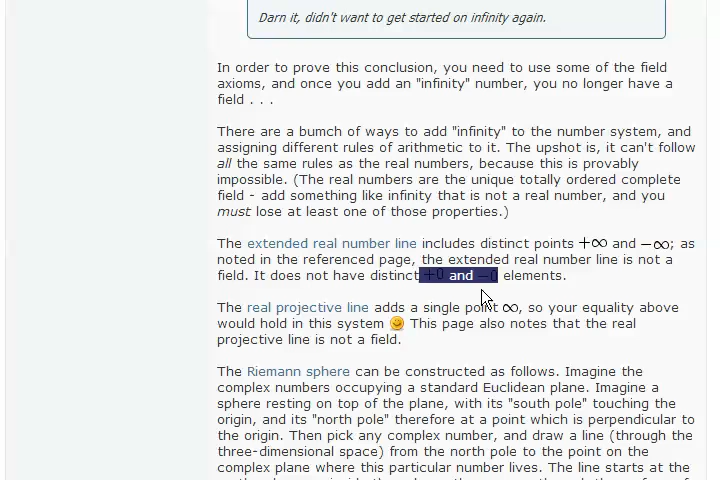 Darn it, didn't want to get started on infinity again.
In order to prove this conclusion, you need to use some of the field
axioms, and once you add an "infinity" number, you no longer have a
field . . .
There are a bunch of ways to add "infinity" to the number system, and
assigning different rules of arithmetic to it. The upshot is, it can't follow
all the same rules as the real numbers, because this is provably
impossible. (The real numbers are the unique totally ordered complete
field - add something like infinity that is not a real number, and you
must lose at least one of those properties.)
The extended real number line includes distinct points +∞ and −∞; as
noted in the referenced page, the extended real number line is not a
field. It does not have distinct +0 and −0 elements.
The real projective line adds a single point ∞, so your equality above
would hold in this system This page also notes that the real
projective line is not a field.
The Riemann sphere can be constructed as follows. Imagine the
complex numbers occupying a standard Euclidean plane. Imagine a
sphere resting on top of the plane, with its "south pole" touching the
origin, and its "north pole" therefore at a point which is perpendicular to
the origin. Then pick any complex number, and draw a line (through the
three-dimensional space) from the north pole to the point on the
complex plane where this particular number lives. The line starts at the